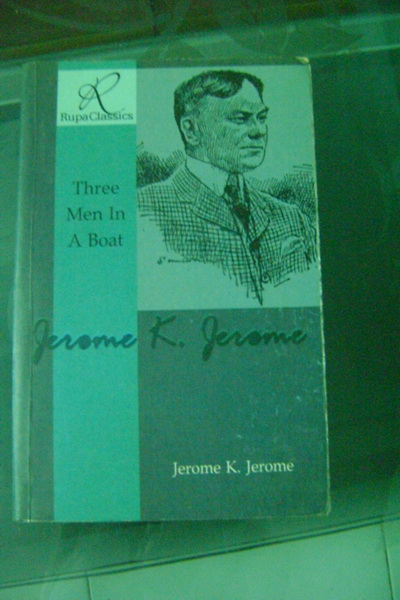 R
RupaClassics
Three
Men In
A Boat
Jerome K. Jerome
Jerome K. Jerome